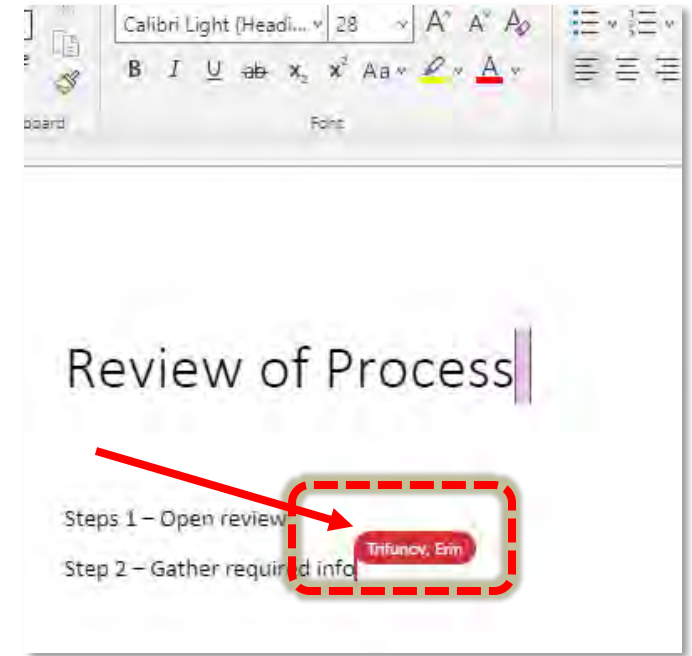 Calibri Light (Headi... 28 A A A
B I U ab x₂ x² Aa A
Font
Review of Process
Steps 1 – Open review
Trifunov, Erin
Step 2 – Gather required info